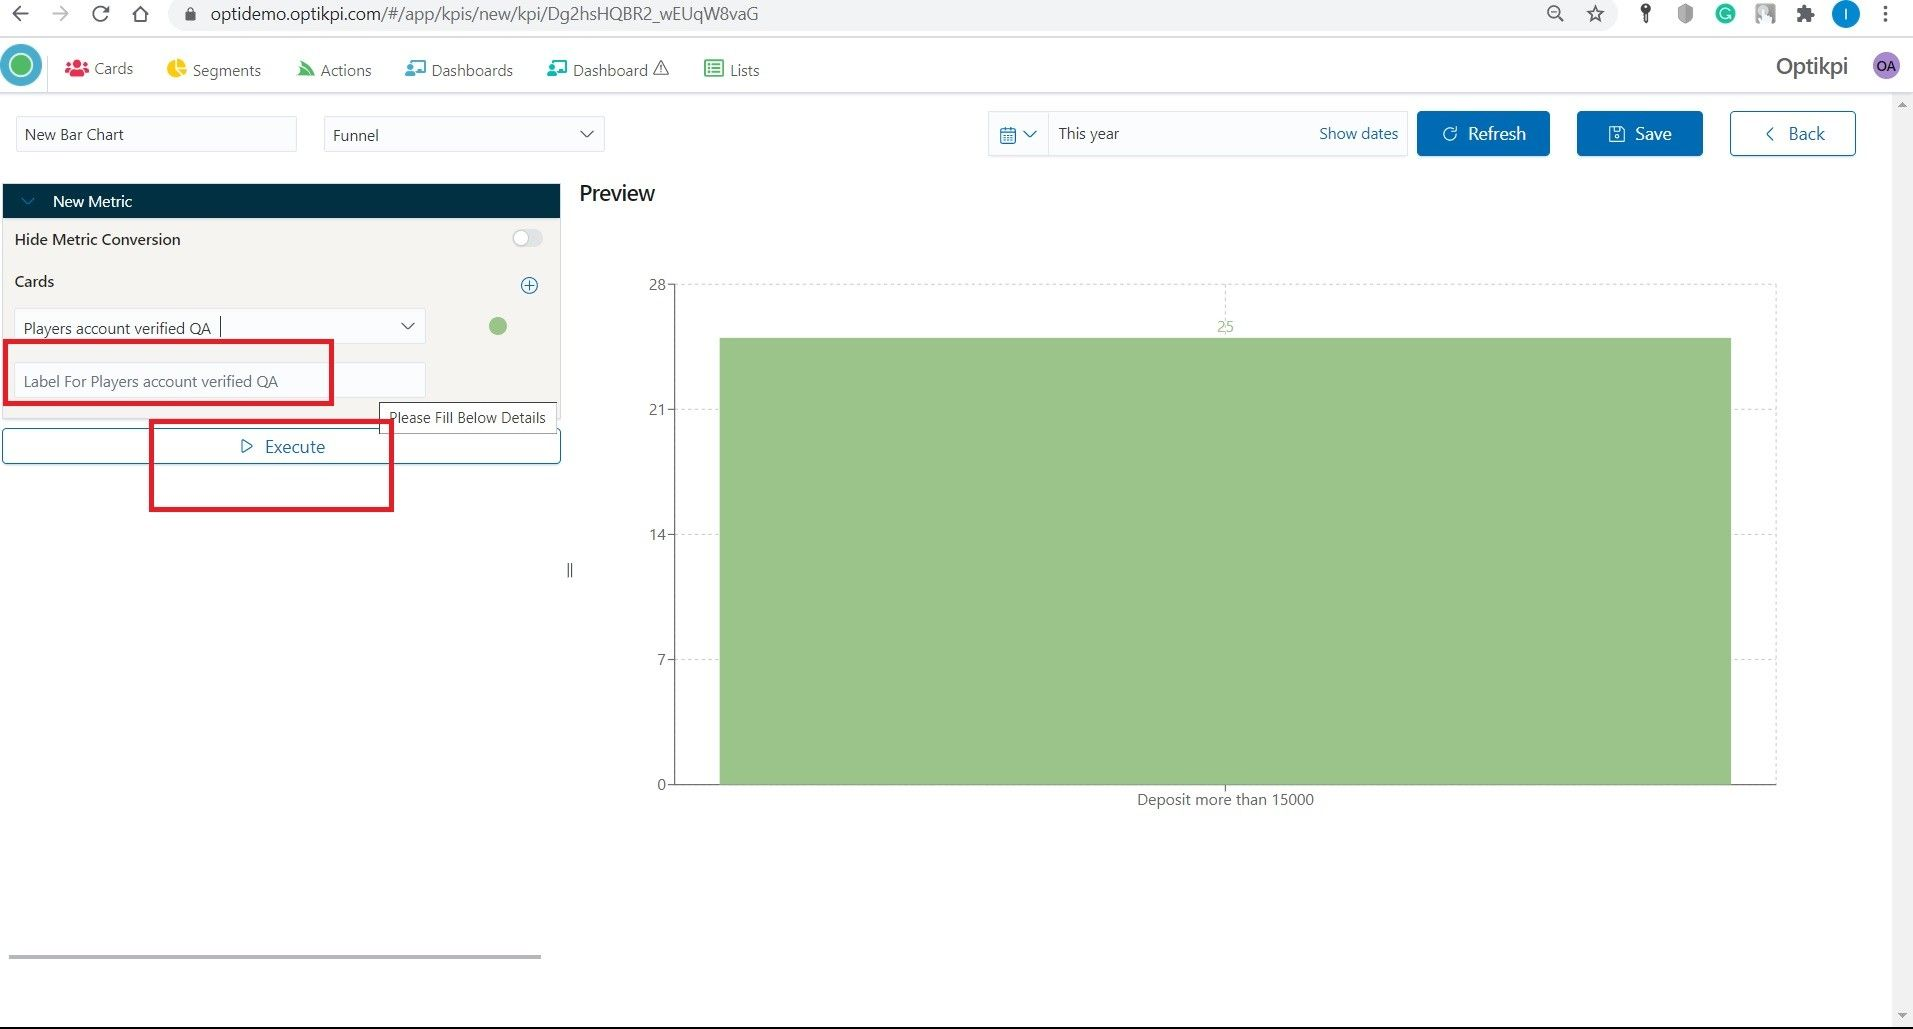 optidemo.optikpi.com/#/app/kpis/new/kpi/Dg2hsHQBR2_wEUqW8vaG
I
Cards
Segments
Actions
Dashboards
Dashboard
Lists
Optikpi
OA
New Bar Chart
Funnel
This year
Show dates
Refresh
Save
Back
New Metric
Preview
Hide Metric Conversion
Cards
Players account verified QA
Label For Players account verified QA
Please Fill Below Details
Execute
28
25
21
14
7
0
Deposit more than 15000